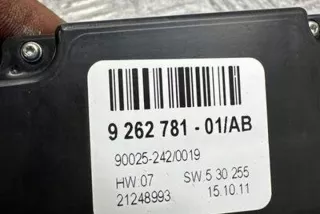 9 262 781 - 01/AB
90025-242/0019
HW:07 SW:5 30 255
21248993 15.10.11